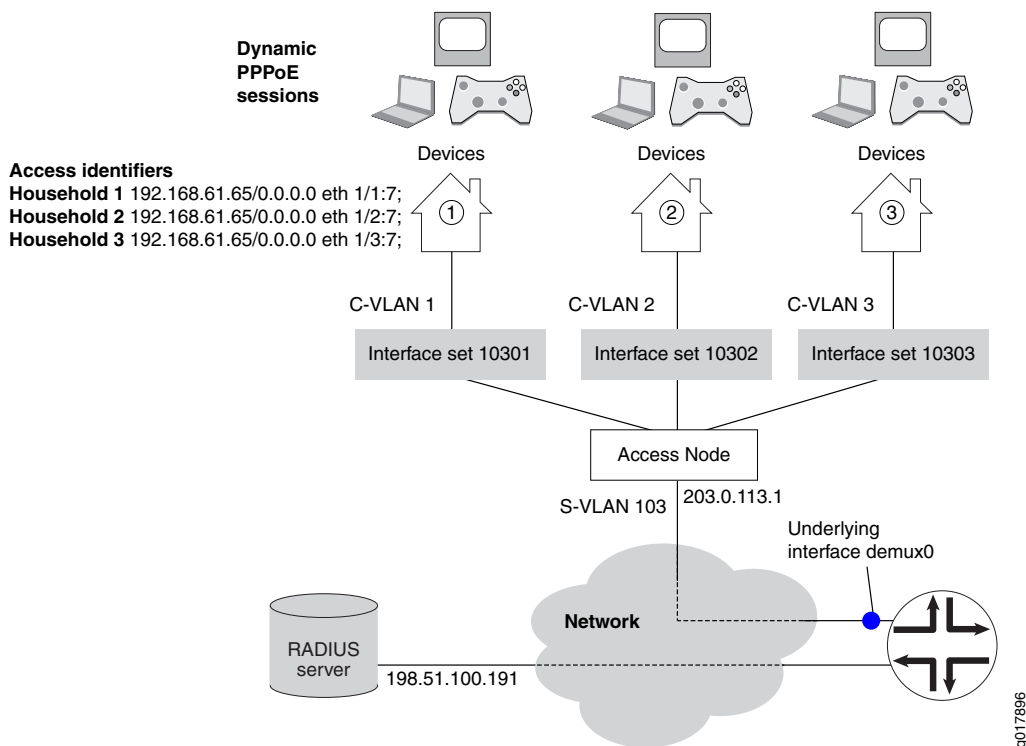 Dynamic
PPPoE
sessions
Devices
Devices
Devices
Access identifiers
Household 1 192.168.61.65/0.0.0.0 eth 1/1:7;
Household 2 192.168.61.65/0.0.0.0 eth 1/2:7;
Household 3 192.168.61.65/0.0.0.0 eth 1/3:7;
1
2
3
C-VLAN 1
C-VLAN 2
C-VLAN 3
Interface set 10301
Interface set 10302
Interface set 10303
Access Node
S-VLAN 103
203.0.113.1
Underlying
interface demux0
Network
RADIUS
server
198.51.100.191
g017896